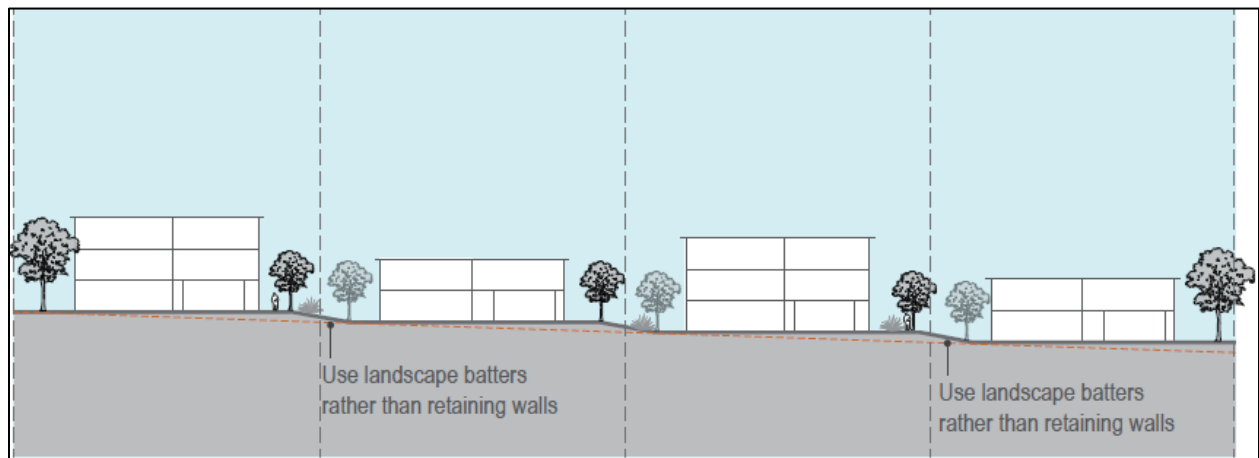 Use landscape batters
rather than retaining walls
Use landscape batters
rather than retaining walls